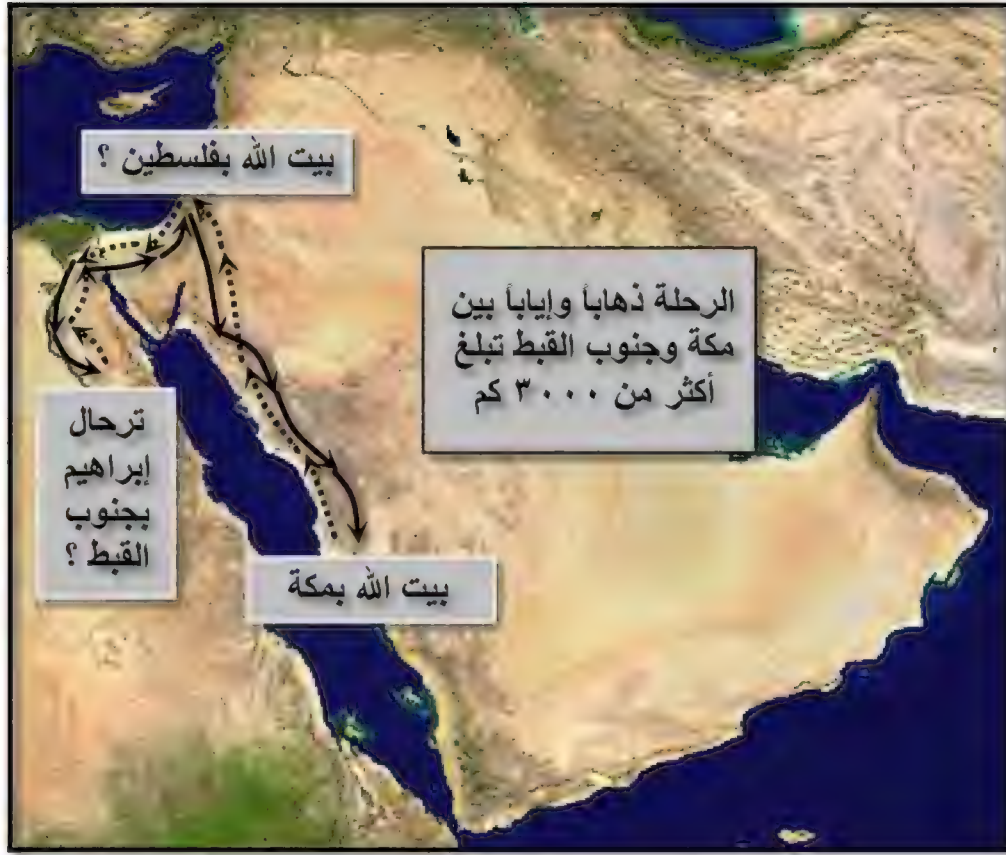 بيت الله بفلسطين ؟
الرحلة ذهاباً وإياباً بين
مكة وجنوب القبط تبلغ
أكثر من ٣٠٠٠ كم
ترحال
إبراهيم
بجنوب
القبط ؟
بيت الله بمكة